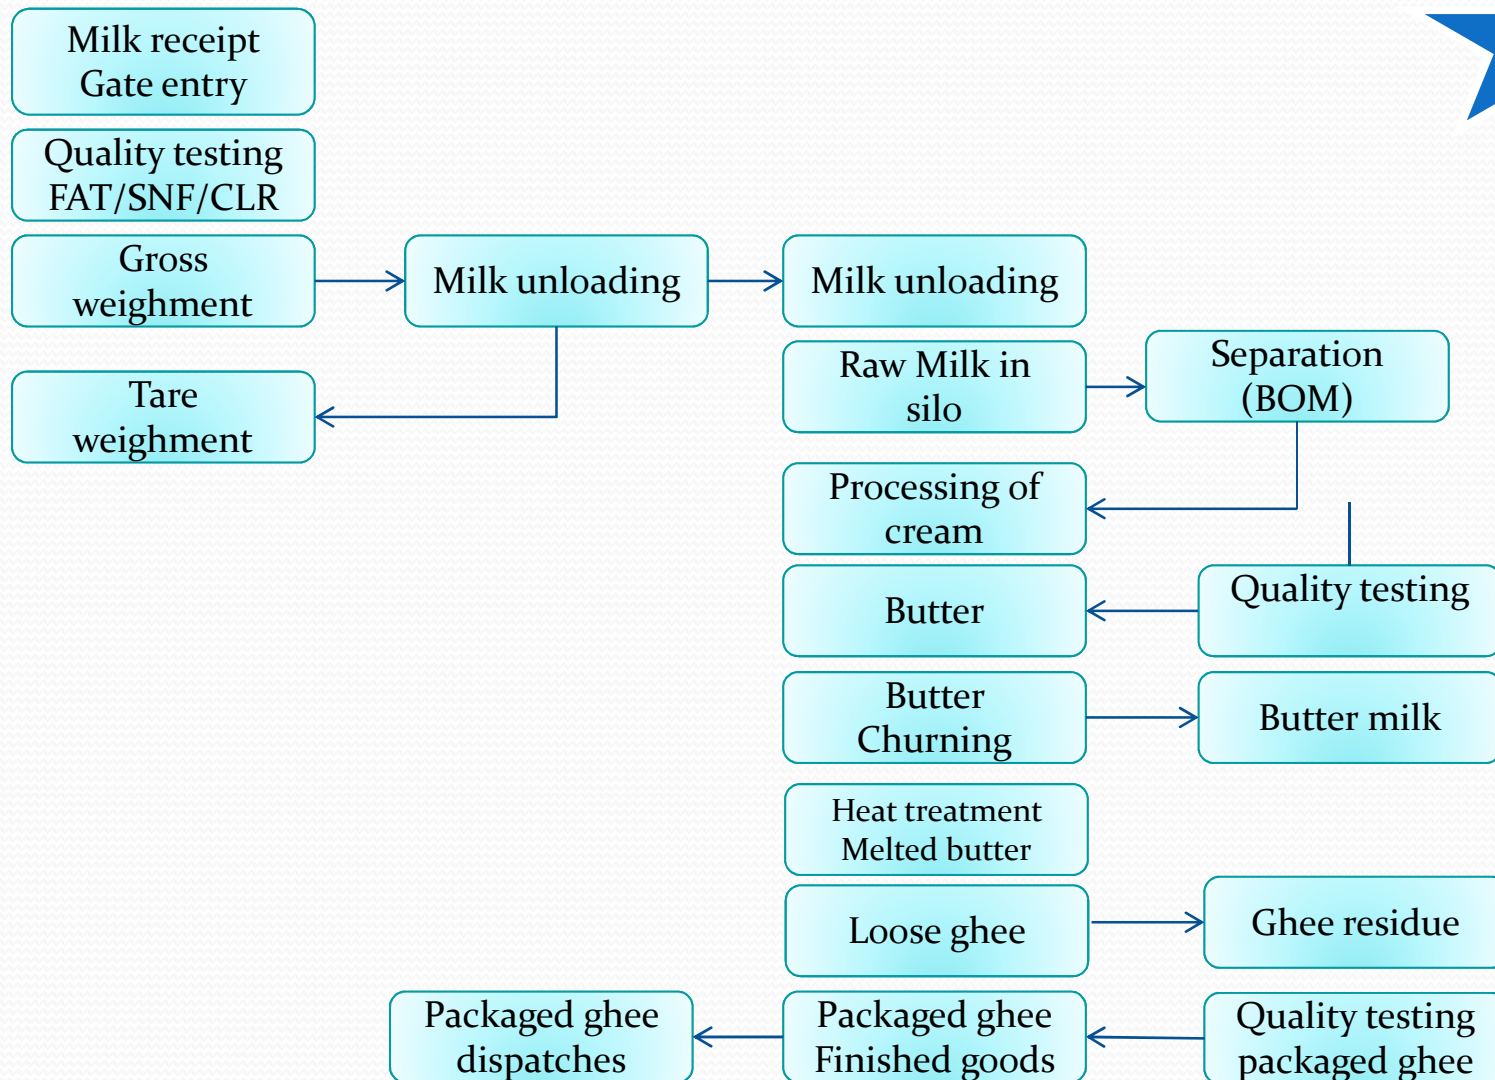 Milk receipt
Gate entry
Quality testing
FAT/SNF/CLR
Gross
weighment
Milk unloading
Milk unloading
Raw Milk in
silo
Separation
(BOM)
Tare
weighment
Processing of
cream
Butter
Quality testing
Butter
Churning
Butter milk
Heat treatment
Melted butter
Loose ghee
Ghee residue
Packaged ghee
dispatches
Packaged ghee
Finished goods
Quality testing
packaged ghee